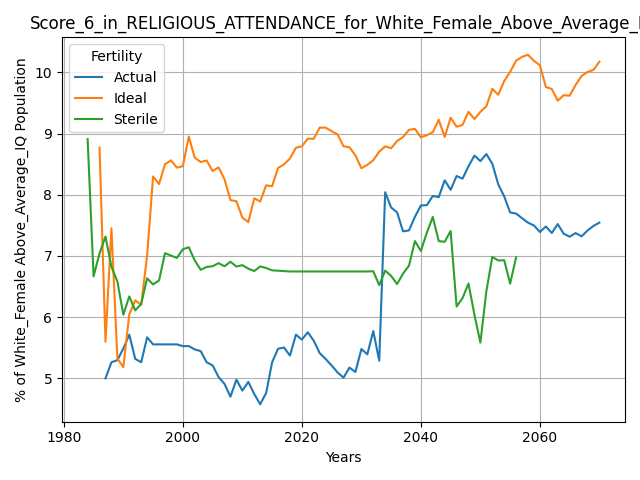 Score_6_in_RELIGIOUS_ATTENDANCE_for_White_Female_Above_Average_
% of White_Female Above_Average_IQ Population
Fertility
Actual
Ideal
Sterile
10
9
8
7
6
5
1980 2000 2020 2040 2060
Years